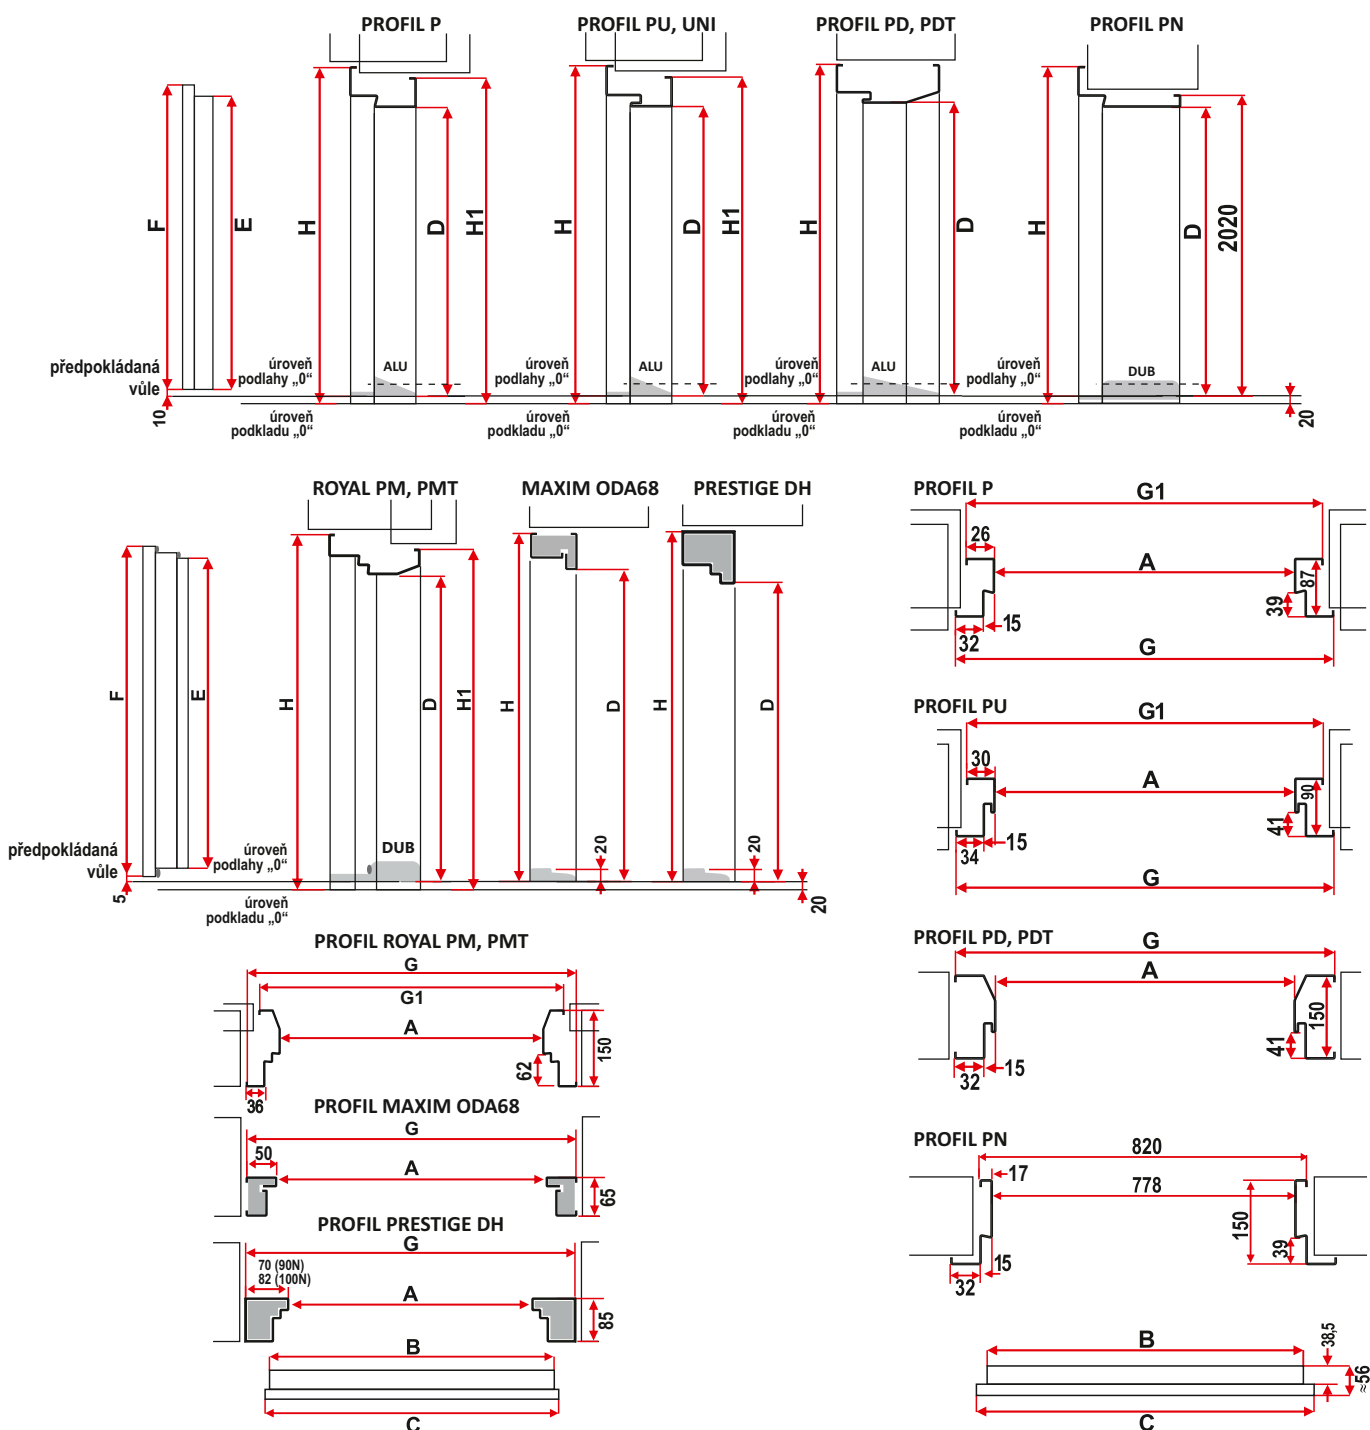 PROFIL P
PROFIL PU, UNI
PROFIL PD, PDT
PROFIL PN
F
E
H
D
H1
H
D
H1
H
D
H
D
2020
předpokládaná
vůle
10
úroveň
podlahy „0“
ALU
úroveň
podlahy „0“
ALU
úroveň
podlahy „0“
ALU
úroveň
podlahy „0“
DUB
úroveň
podkladu „0“
úroveň
podkladu „0“
úroveň
podkladu „0“
úroveň
podkladu „0“
20
ROYAL PM, PMT
MAXIM ODA68
PRESTIGE DH
F
E
H
D
H1
H
D
H
D
předpokládaná
vůle
5
úroveň
podlahy „0“
DUB
20
20
úroveň
podkladu „0“
20
PROFIL P
G1
26
A
87
39
15
32
G
PROFIL PU
G1
30
A
90
41
15
34
G
PROFIL PD, PDT
G
A
150
41
15
32
PROFIL PN
820
17
778
150
39
15
32
B
38,5
≈56
C
PROFIL ROYAL PM, PMT
G
G1
A
150
62
36
PROFIL MAXIM ODA68
G
50
A
65
PROFIL PRESTIGE DH
G
70 (90N)
82 (100N)
A
85
B
C